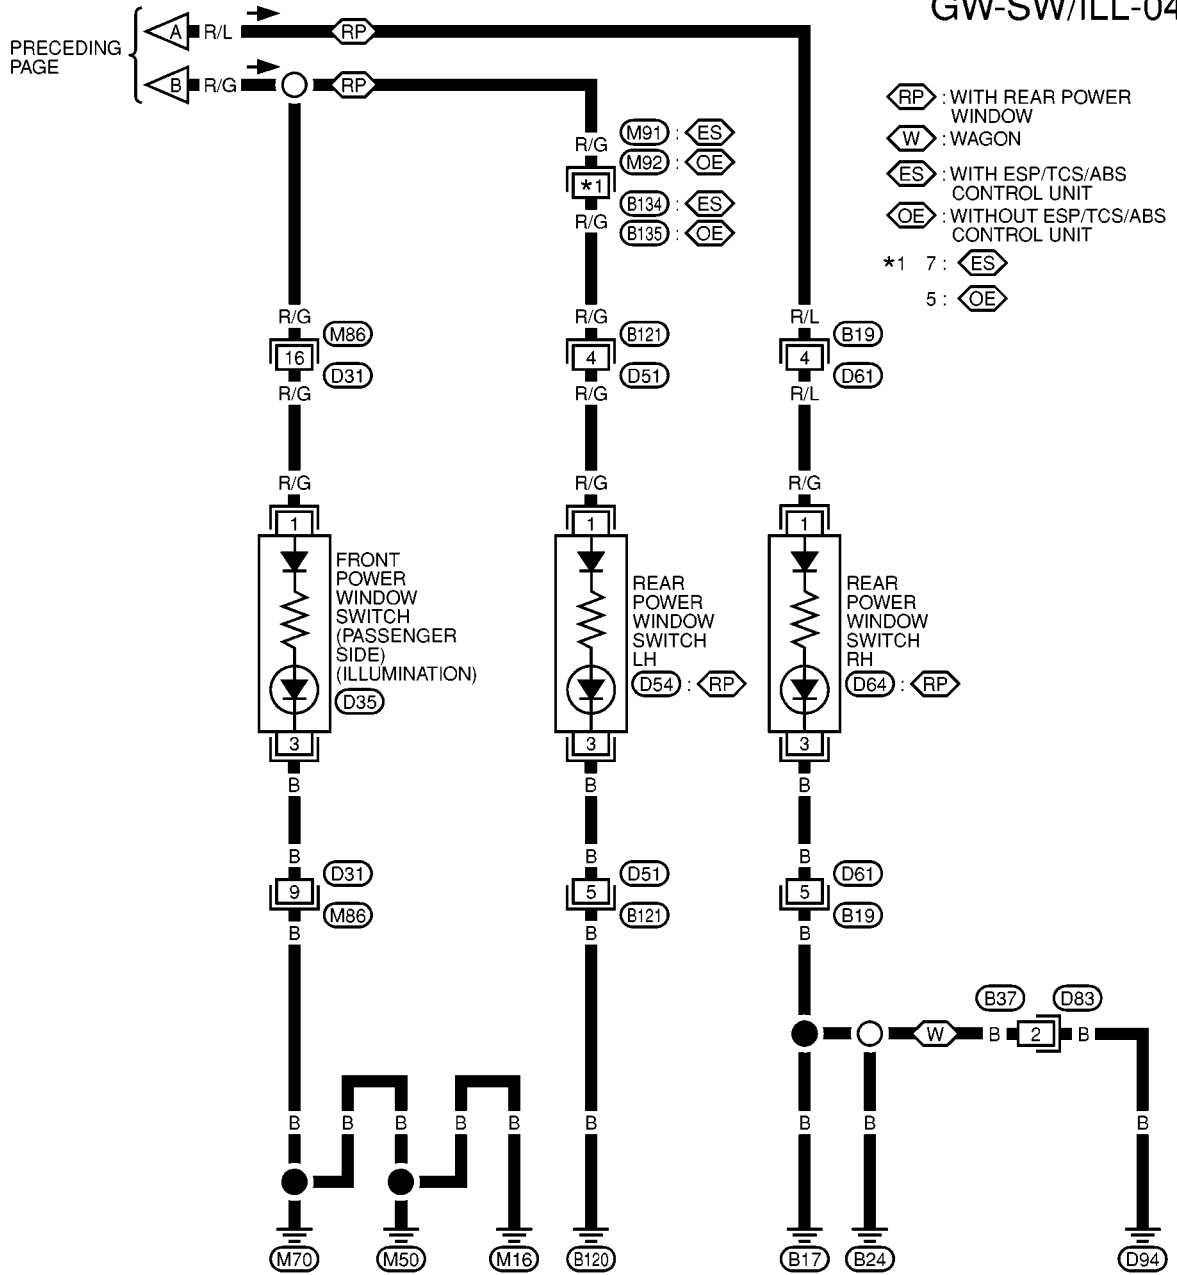 GW-SW/ILL-04
PRECEDING
PAGE
A R/L RP
B R/G RP
RP : WITH REAR POWER
WINDOW
W : WAGON
ES : WITH ESP/TCS/ABS
CONTROL UNIT
OE : WITHOUT ESP/TCS/ABS
CONTROL UNIT
*1 7 : ES
5 : OE
R/G M91 : ES
M92 : OE
*1
B134 : ES
R/G B135 : OE
R/G M86 R/G B121 R/L B19
16 4 4
D31 D51 D61
R/G R/G R/L
R/G R/G R/G
1 1 1
FRONT
POWER
WINDOW
SWITCH
(PASSENGER
SIDE)
(ILLUMINATION)
D35
REAR
POWER
WINDOW
SWITCH
LH
D54 : RP
REAR
POWER
WINDOW
SWITCH
RH
D64 : RP
3 3 3
B B B
B D31 B D51 B D61
9 5 5
M86 B121 B19
B B B
B37 D83
W B 2 B
B B B B B B B B B
M70 M50 M16 B120 B17 B24 D94